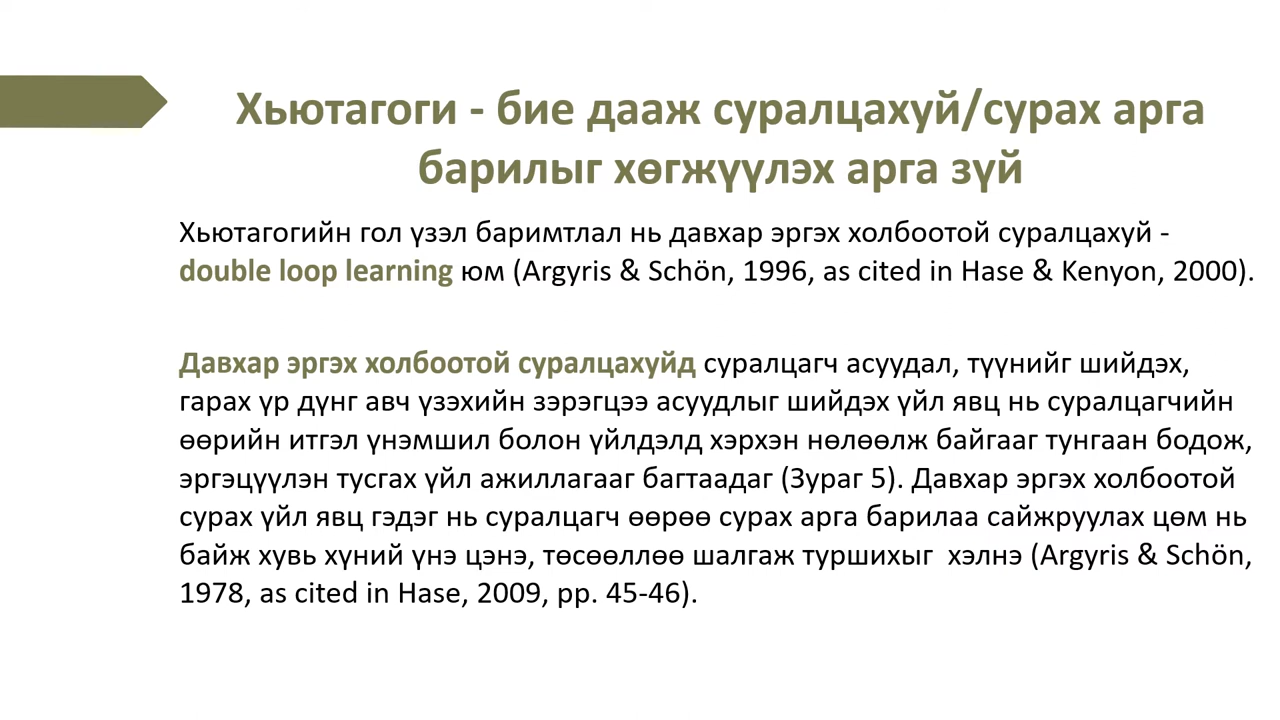 Хьютагоги - бие дааж суралцахуй/сурах арга
барилыг хөгжүүлэх арга зүй
Хьютагогийн гол үзэл баримтлал нь давхар эргэх холбоотой суралцахуй -
double loop learning юм (Argyris & Schön, 1996, as cited in Hase & Kenyon, 2000).
Давхар эргэх холбоотой суралцахуйд суралцагч асуудал, түүнийг шийдэх,
гарах үр дүнг авч үзэхийн зэрэгцээ асуудлыг шийдэх үйл явц нь суралцагчийн
өөрийн итгэл үнэмшил болон үйлдэлд хэрхэн нөлөөлж байгааг тунгаан бодож,
эргэцүүлэн тусгах үйл ажиллагааг багтаадаг (Зураг 5). Давхар эргэх холбоотой
сурах үйл явц гэдэг нь суралцагч өөрөө сурах арга барилаа сайжруулах цөм нь
байж хувь хүний үнэ цэнэ, төсөөллөө шалгаж туршихыг  хэлнэ (Argyris & Schön,
1978, as cited in Hase, 2009, pp. 45-46).